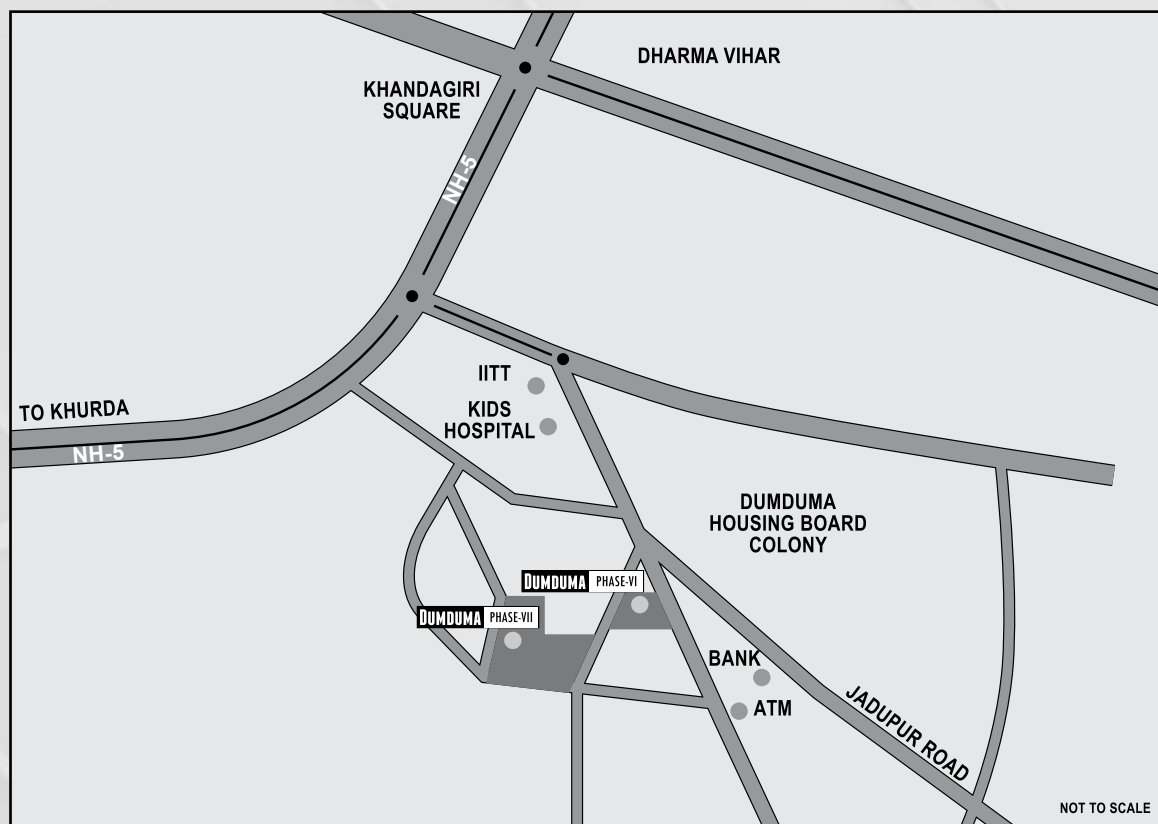 DHARMA VIHAR
KHANDAGIRI
SQUARE
NH-5
TO KHURDA
NH-5
IITT
KIDS
HOSPITAL
DUMDUMA
HOUSING BOARD
COLONY
DUMDUMA PHASE-VI
DUMDUMA PHASE-VII
BANK
ATM
JADUPUR ROAD
NOT TO SCALE